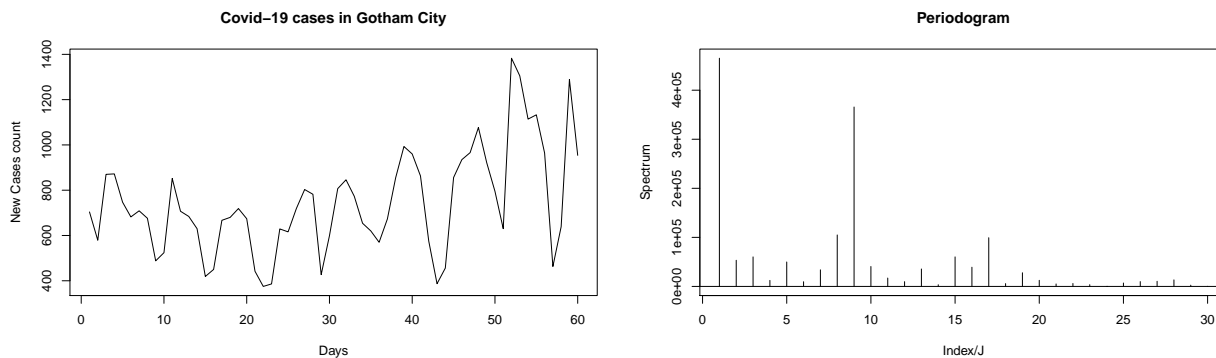 Covid−19 cases in Gotham City
New Cases count
1400
1200
1000
800
600
400
0 10 20 30 40 50 60
Days
Periodogram
Spectrum
4e+05
3e+05
2e+05
1e+05
0e+00
0 5 10 15 20 25 30
Index/J